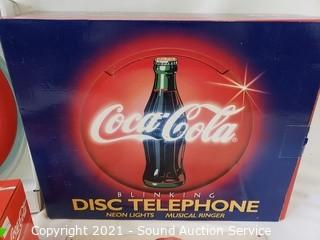 Coca-Cola
BLINKING
DISC TELEPHONE
NEON LIGHTS MUSICAL RINGER
Copyright 2021 - Sound Auction Service